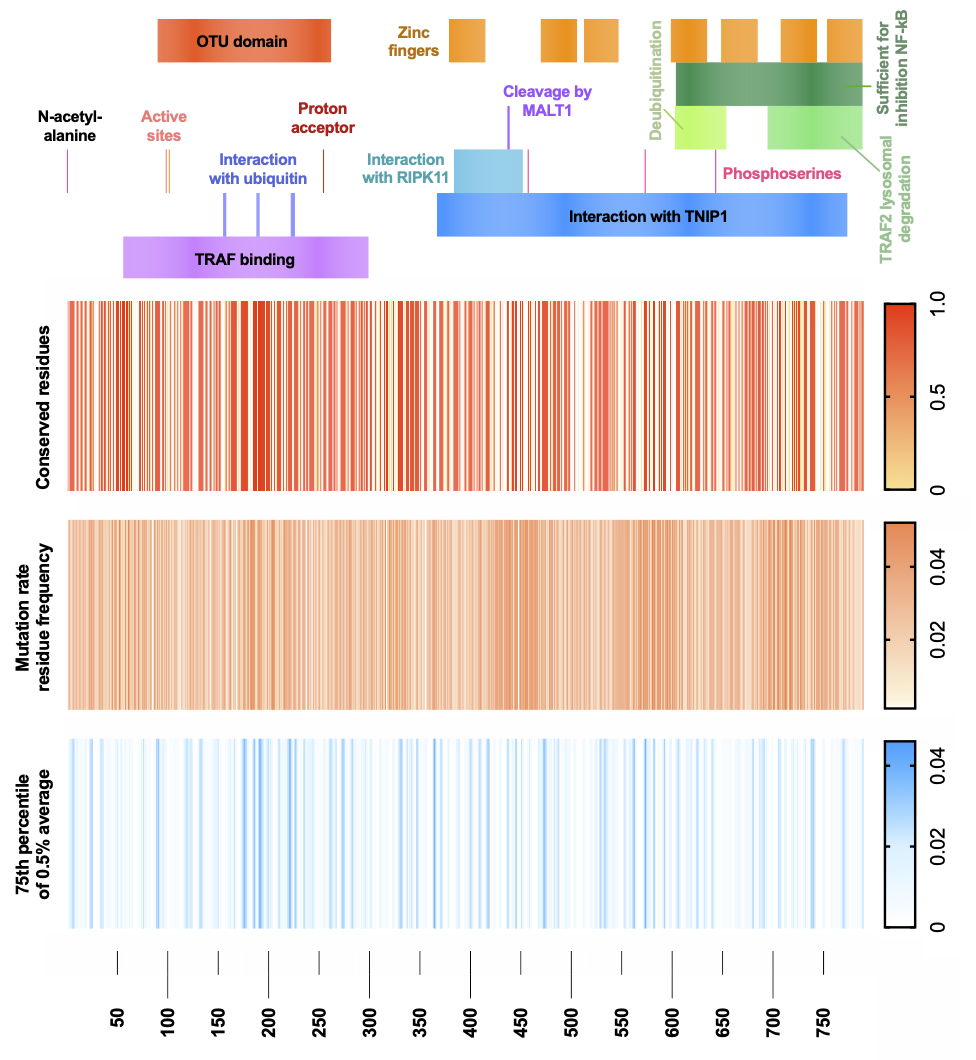 OTU domain
Zinc
fingers
Deubiquitination
Sufficient for
inhibition NF-kB
N-acetyl-
alanine
Active
sites
Proton
acceptor
Cleavage by
MALT1
Interaction
with ubiquitin
Interaction
with RIPK11
Phosphoserines
TRAF2 lysosomal
degradation
Interaction with TNIP1
TRAF binding
Conserved residues
1.0
0.5
0
Mutation rate
residue frequency
0.04
0.02
75th percentile
of 0.5% average
0.04
0.02
0
50
100
150
200
250
300
350
400
450
500
550
600
650
700
750